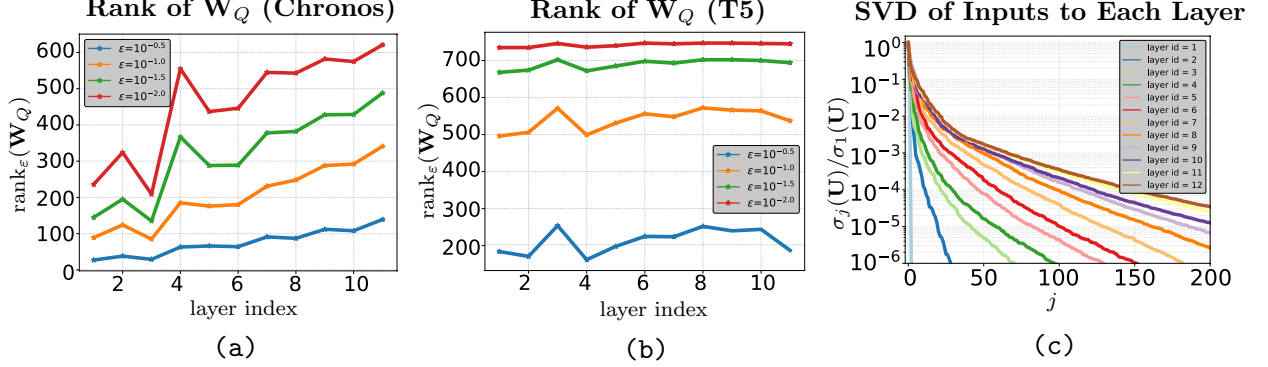 Rank of W_Q (Chronos)
rank_ε(W_Q)
600
500
400
300
200
100
0
ε=10^-0.5
ε=10^-1.0
ε=10^-1.5
ε=10^-2.0
2 4 6 8 10
layer index
(a)
Rank of W_Q (T5)
rank_ε(W_Q)
700
600
500
400
300
200
ε=10^-0.5
ε=10^-1.0
ε=10^-1.5
ε=10^-2.0
2 4 6 8 10
layer index
(b)
SVD of Inputs to Each Layer
σ_j(U)/σ_1(U)
10^0
10^-1
10^-2
10^-3
10^-4
10^-5
10^-6
layer id = 1
layer id = 2
layer id = 3
layer id = 4
layer id = 5
layer id = 6
layer id = 7
layer id = 8
layer id = 9
layer id = 10
layer id = 11
layer id = 12
0 50 100 150 200
j
(c)